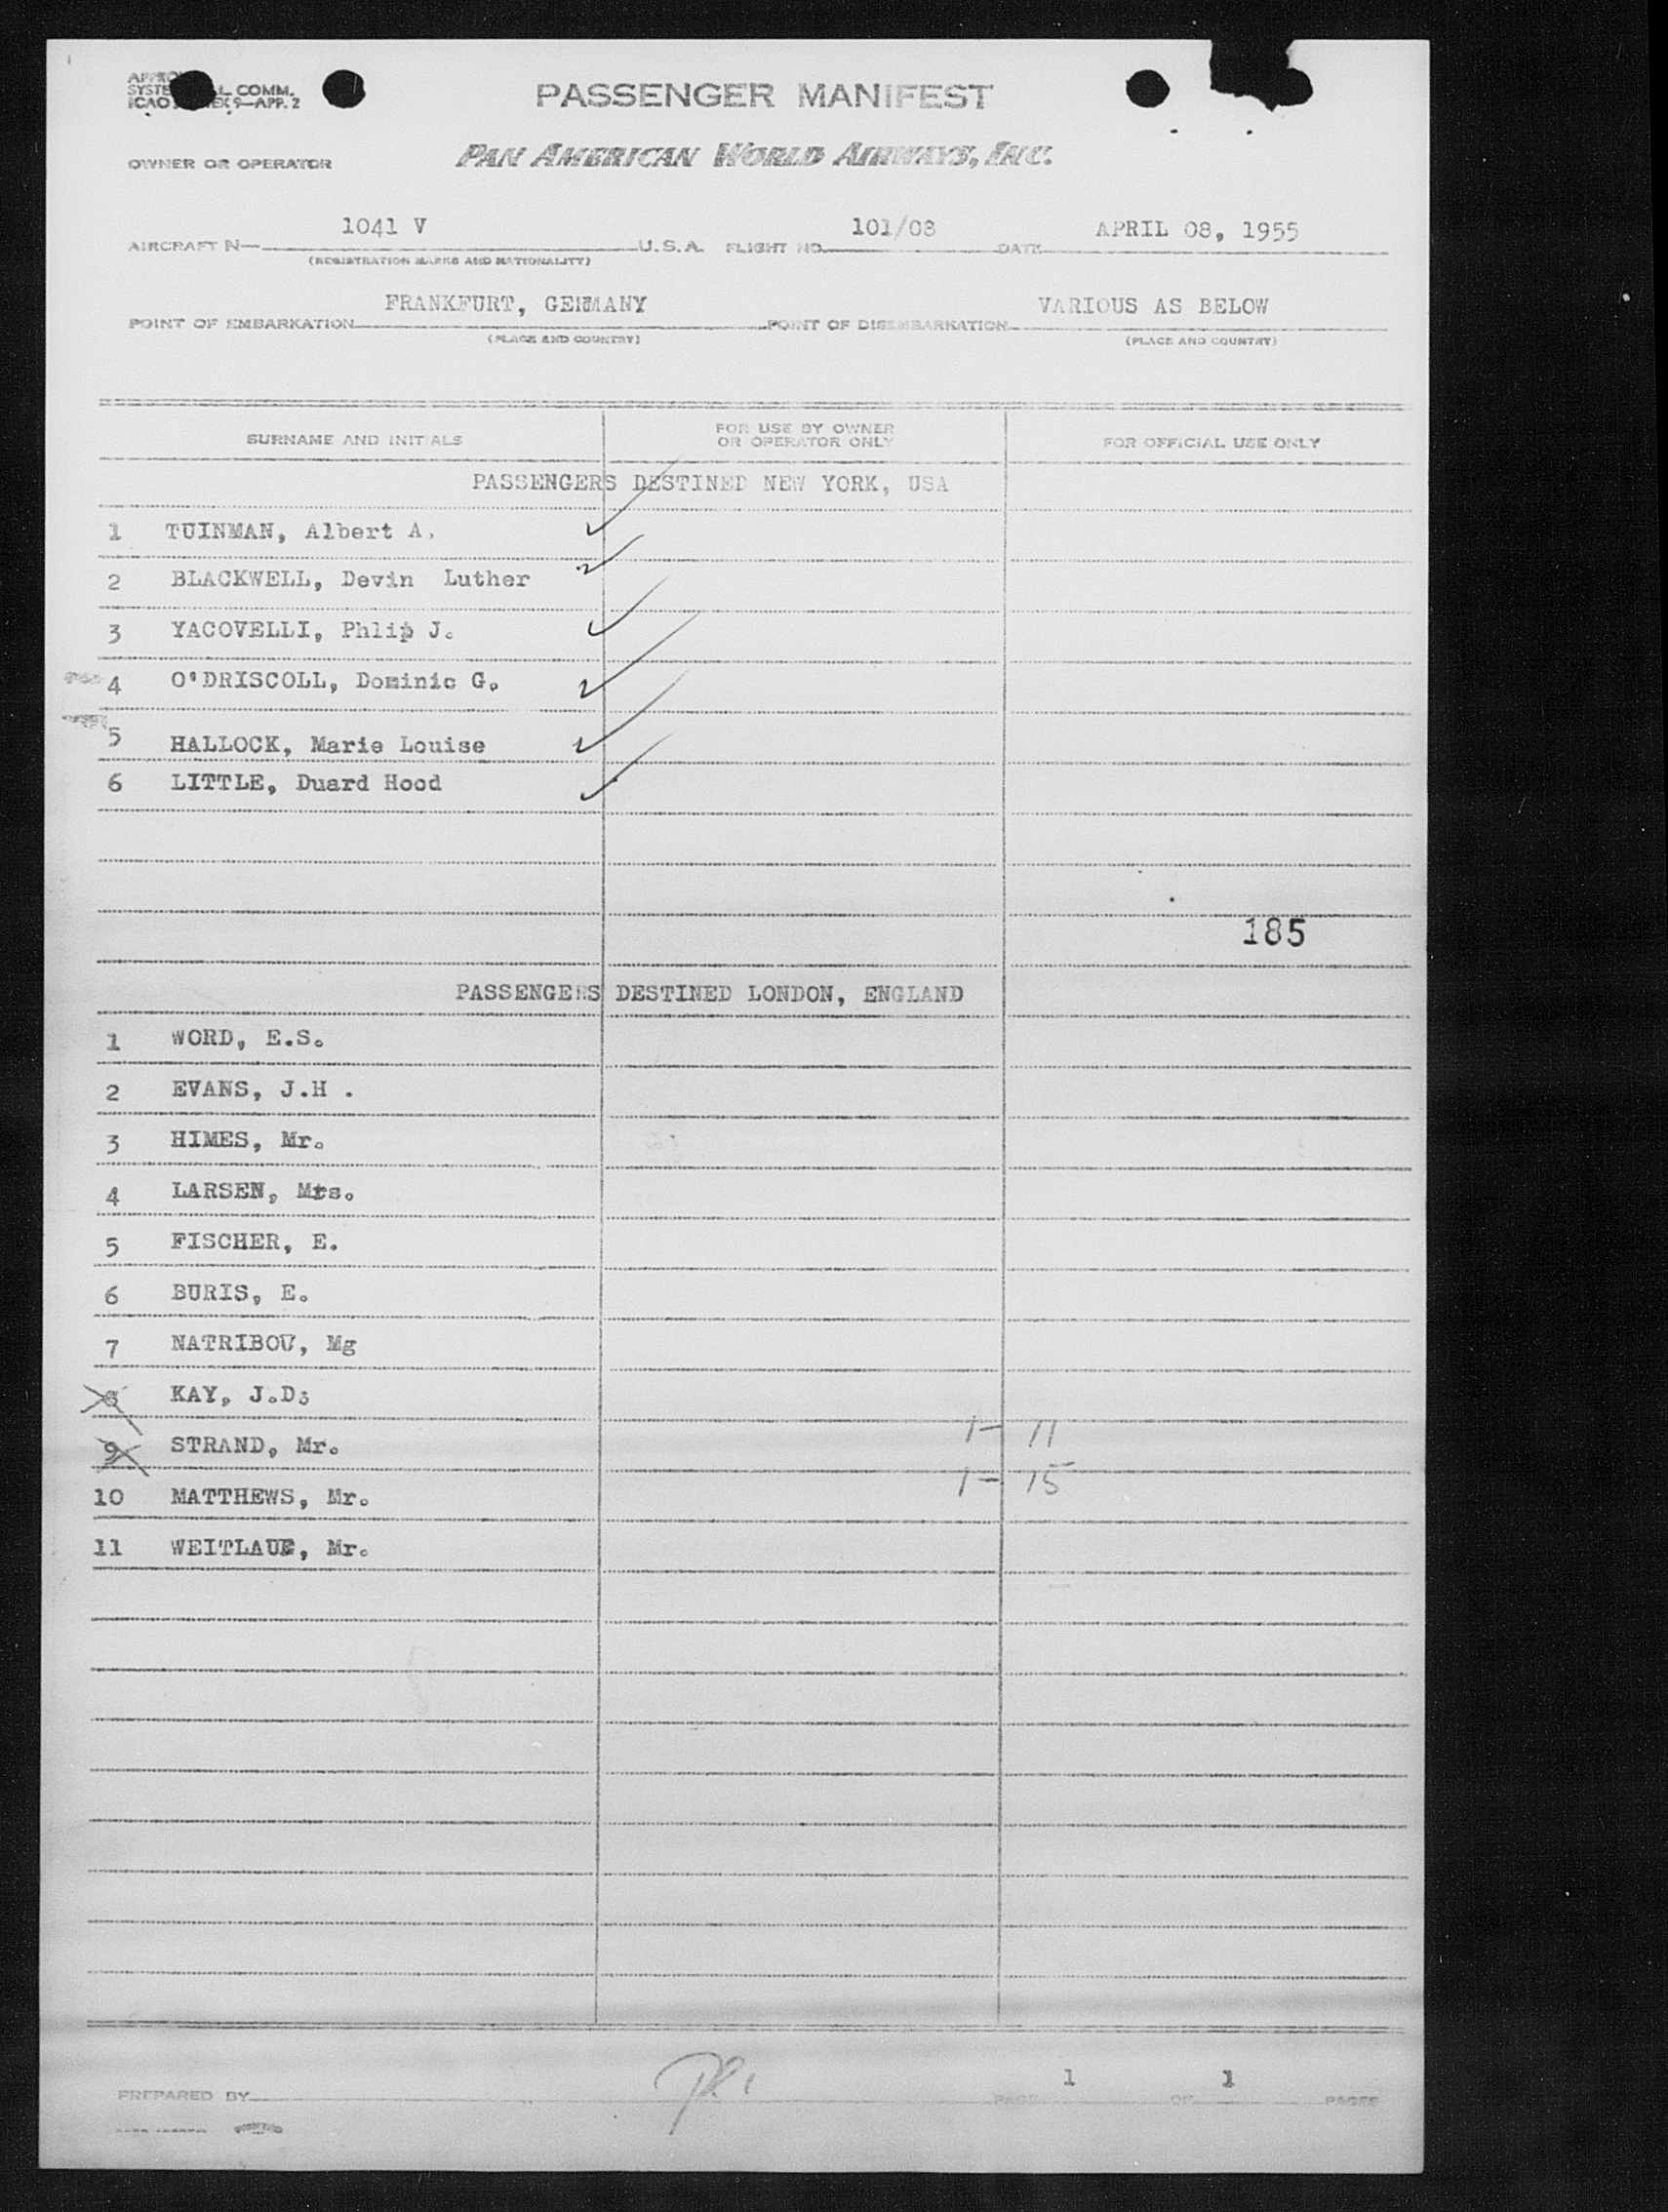 PASSENGER MANIFEST
L. COMM.
9—APP. 2
OWNER OR OPERATOR PAN AMERICAN WORLD AIRWAYS, INC.
1041 V 101/08 APRIL 08, 1955
AIRCRAFT N— U.S.A. FLIGHT NO. DATE
(REGISTRATION MARKS AND NATIONALITY)
FRANKFURT, GERMANY VARIOUS AS BELOW
POINT OF EMBARKATION POINT OF DISEMBARKATION
(PLACE AND COUNTRY) (PLACE AND COUNTRY)
SURNAME AND INITIALS FOR USE BY OWNER OR OPERATOR ONLY FOR OFFICIAL USE ONLY
PASSENGERS DESTINED NEW YORK, USA
1 TUINMAN, Albert A.
2 BLACKWELL, Devin Luther
3 YACOVELLI, Phlip J.
4 O'DRISCOLL, Dominic G.
5 HALLOCK, Marie Louise
6 LITTLE, Duard Hood
185
PASSENGERS DESTINED LONDON, ENGLAND
1 WORD, E.S.
2 EVANS, J.H .
3 HIMES, Mr.
4 LARSEN, Mrs.
5 FISCHER, E.
6 BURIS, E.
7 NATRIBOU, Mg
8 KAY, J.D.
1- 11
9 STRAND, Mr.
1- 15
10 MATTHEWS, Mr.
11 WEITLAUF, Mr.
PREPARED BY PAGE 1 OF 1 PAGES